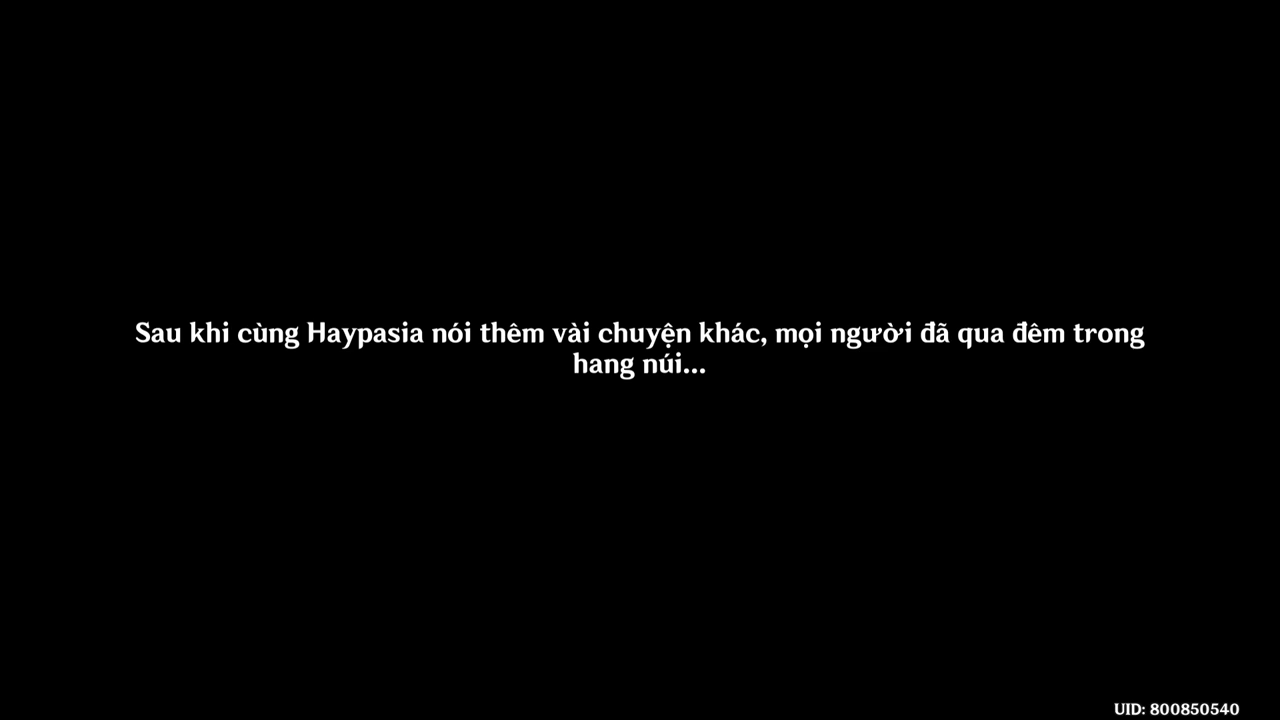 Sau khi cùng Haypasia nói thêm vài chuyện khác, mọi người đã qua đêm trong
hang núi...
UID: 800850540